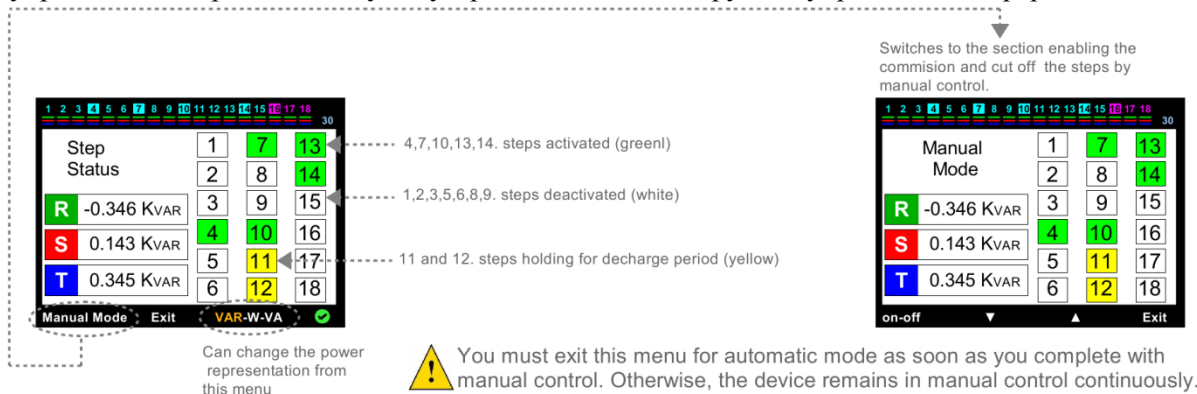 Switches to the section enabling the
commision and cut off the steps by
manual control.
1 2 3 4 5 6 7 8 9 10 11 12 13 14 15 16 17 18
30
Step
Status
R -0.346 KVAR
S 0.143 KVAR
T 0.345 KVAR
1 7 13
2 8 14
3 9 15
4 10 16
5 11 17
6 12 18
Manual Mode Exit VAR-W-VA
4,7,10,13,14. steps activated (greenl)
1,2,3,5,6,8,9. steps deactivated (white)
11 and 12. steps holding for decharge period (yellow)
1 2 3 4 5 6 7 8 9 10 11 12 13 14 15 16 17 18
30
Manual
Mode
R -0.346 KVAR
S 0.143 KVAR
T 0.345 KVAR
1 7 13
2 8 14
3 9 15
4 10 16
5 11 17
6 12 18
on-off ▼ ▲ Exit
Can change the power
representation from
this menu
! You must exit this menu for automatic mode as soon as you complete with
manual control. Otherwise, the device remains in manual control continuously.